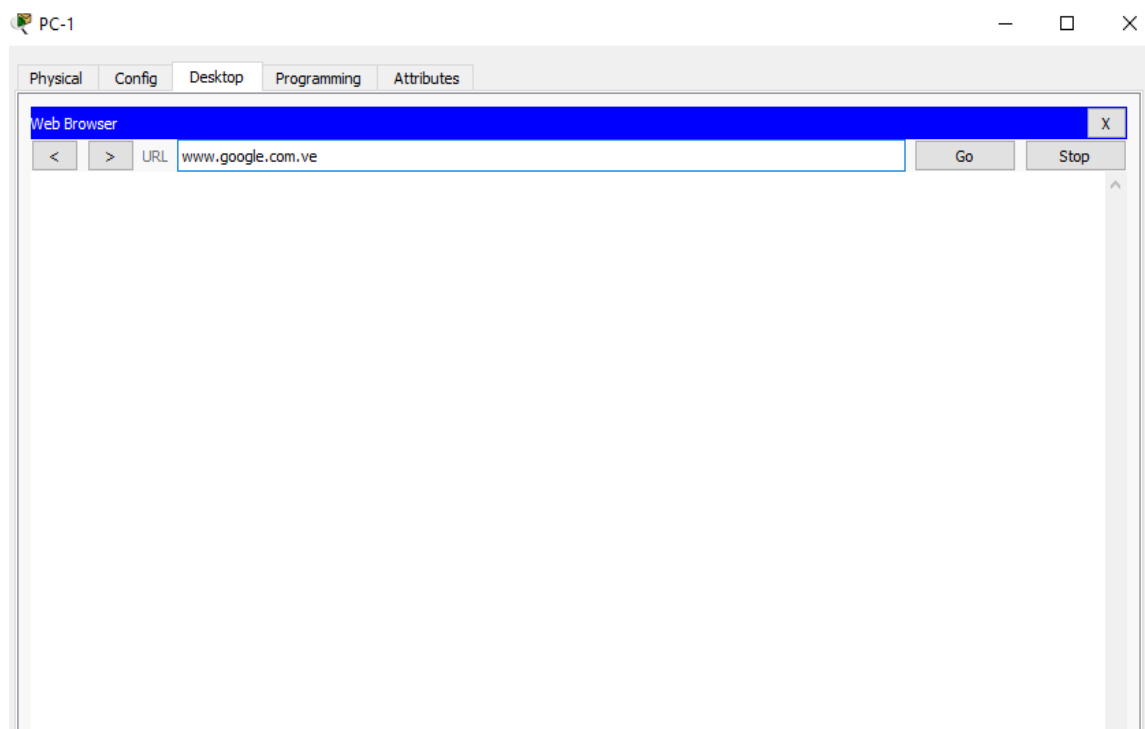 PC-1
Physical Config Desktop Programming Attributes
Web Browser X
< > URL www.google.com.ve Go Stop